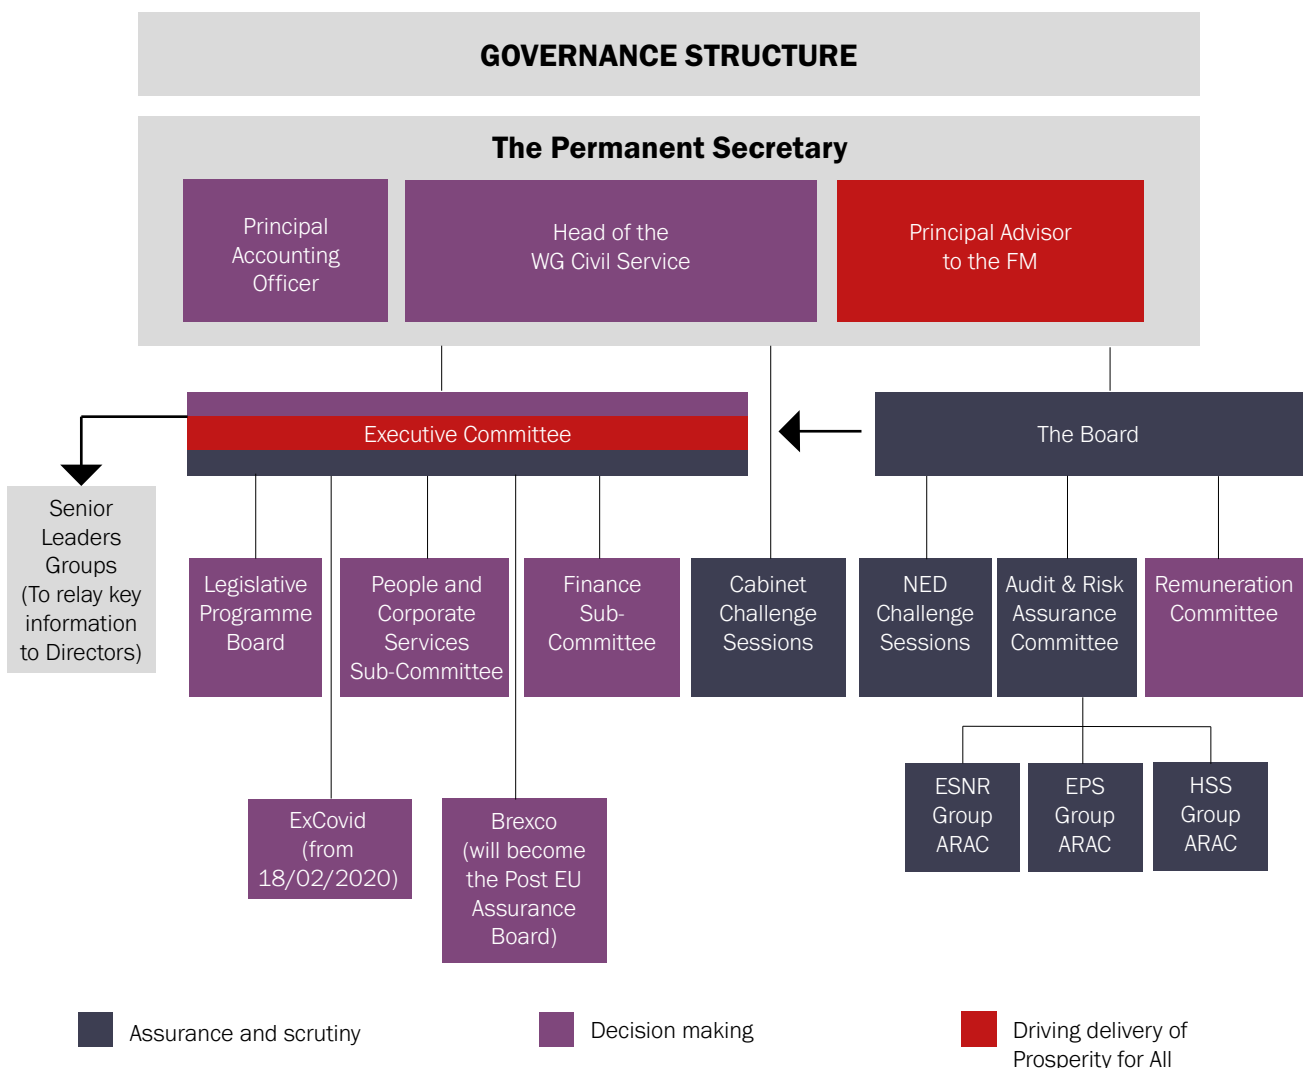 GOVERNANCE STRUCTURE
The Permanent Secretary
Principal
Accounting
Officer
Head of the
WG Civil Service
Principal Advisor
to the FM
Executive Committee
The Board
Senior
Leaders
Groups
(To relay key
information
to Directors)
Legislative
Programme
Board
People and
Corporate
Services
Sub-Committee
Finance
Sub-
Committee
Cabinet
Challenge
Sessions
NED
Challenge
Sessions
Audit & Risk
Assurance
Committee
Remuneration
Committee
ExCovid
(from
18/02/2020)
Brexco
(will become
the Post EU
Assurance
Board)
ESNR
Group
ARAC
EPS
Group
ARAC
HSS
Group
ARAC
Assurance and scrutiny
Decision making
Driving delivery of
Prosperity for All